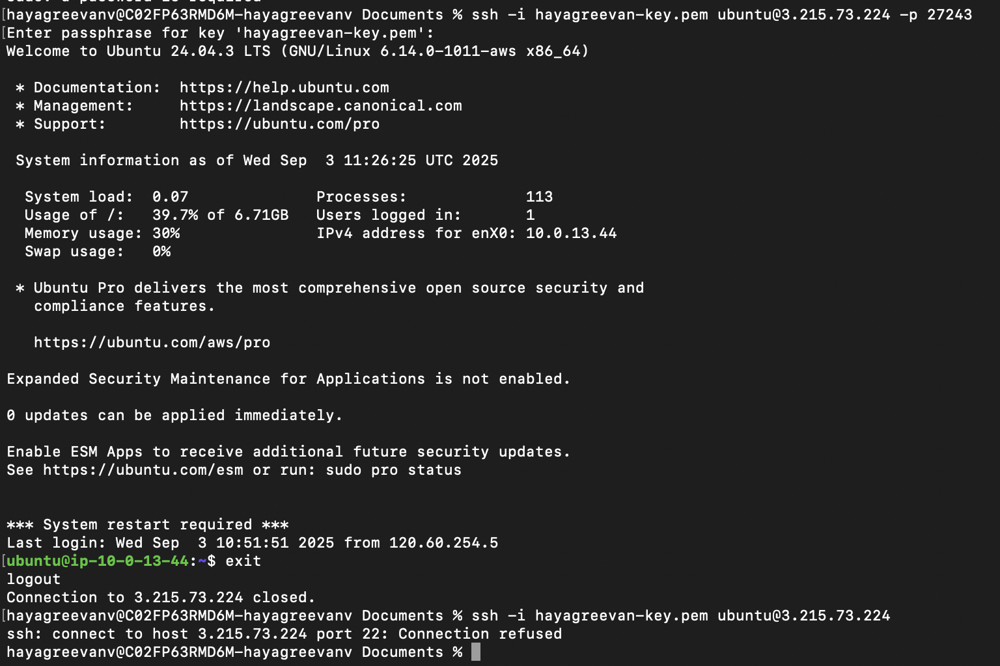 [hayagreevanv@C02FP63RMD6M-hayagreevanv Documents % ssh -i hayagreevan-key.pem ubuntu@3.215.73.224 -p 27243
[Enter passphrase for key 'hayagreevan-key.pem':
Welcome to Ubuntu 24.04.3 LTS (GNU/Linux 6.14.0-1011-aws x86_64)
* Documentation:  https://help.ubuntu.com
* Management:     https://landscape.canonical.com
* Support:        https://ubuntu.com/pro
System information as of Wed Sep  3 11:26:25 UTC 2025
System load:  0.07              Processes:             113
Usage of /:   39.7% of 6.71GB   Users logged in:       1
Memory usage: 30%               IPv4 address for enX0: 10.0.13.44
Swap usage:   0%
* Ubuntu Pro delivers the most comprehensive open source security and
compliance features.
https://ubuntu.com/aws/pro
Expanded Security Maintenance for Applications is not enabled.
0 updates can be applied immediately.
Enable ESM Apps to receive additional future security updates.
See https://ubuntu.com/esm or run: sudo pro status
*** System restart required ***
Last login: Wed Sep  3 10:51:51 2025 from 120.60.254.5
[ubuntu@ip-10-0-13-44:~$ exit
logout
Connection to 3.215.73.224 closed.
[hayagreevanv@C02FP63RMD6M-hayagreevanv Documents % ssh -i hayagreevan-key.pem ubuntu@3.215.73.224
ssh: connect to host 3.215.73.224 port 22: Connection refused
hayagreevanv@C02FP63RMD6M-hayagreevanv Documents %